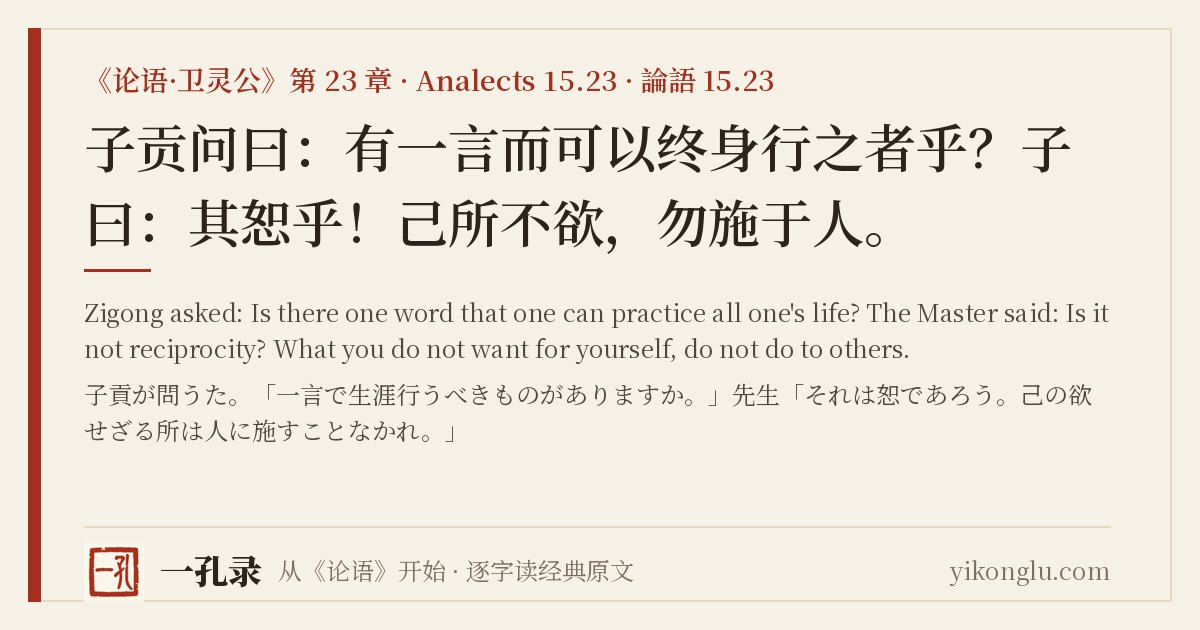 《论语·卫灵公》第 23 章 · Analects 15.23 · 論語 15.23
子贡问曰：有一言而可以终身行之者乎？子
曰：其恕乎！己所不欲，勿施于人。
Zigong asked: Is there one word that one can practice all one's life? The Master said: Is it
not reciprocity? What you do not want for yourself, do not do to others.
子貢が問うた。「一言で生涯行うべきものがありますか。」先生「それは恕であろう。己の欲
せざる所は人に施すことなかれ。」
一孔
一孔录 从《论语》开始 · 逐字读经典原文 yikonglu.com